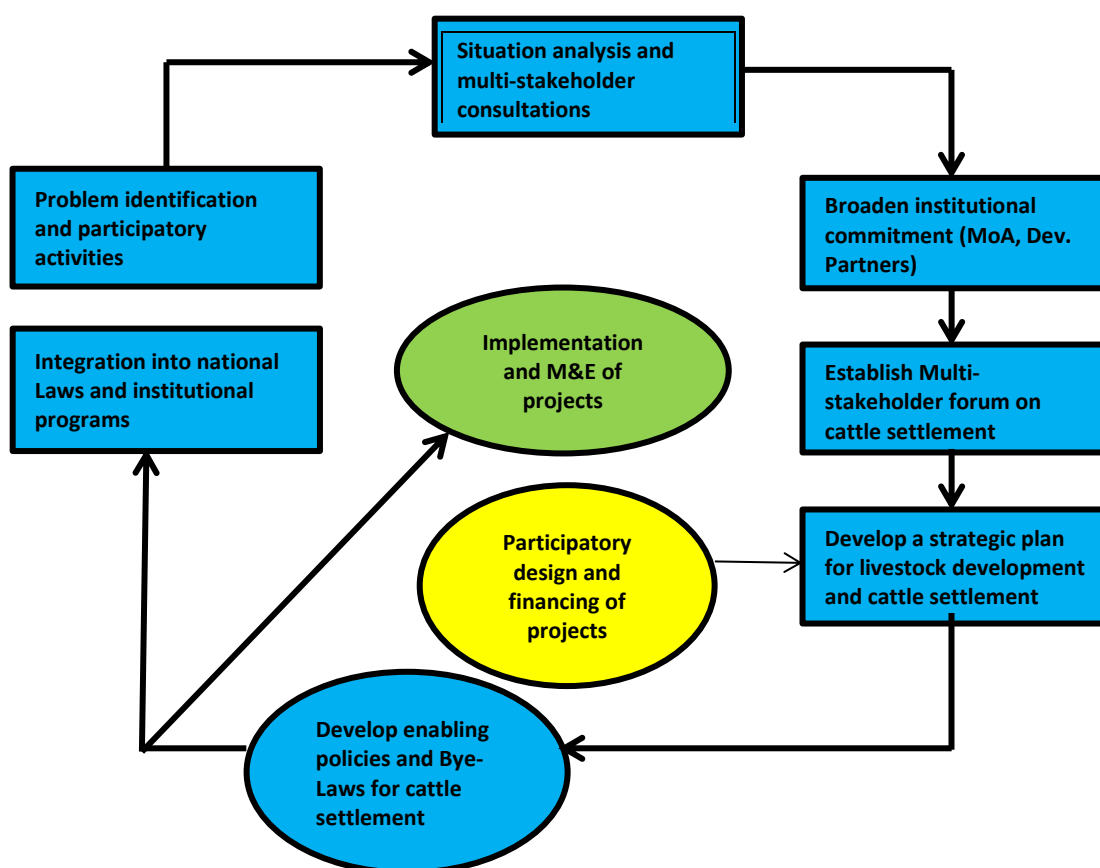 Situation analysis and
multi-stakeholder
consultations
Problem identification
and participatory
activities
Broaden institutional
commitment (MoA, Dev.
Partners)
Implementation
and M&E of
projects
Integration into national
Laws and institutional
programs
Establish Multi-
stakeholder forum on
cattle settlement
Participatory
design and
financing of
projects
Develop a strategic plan
for livestock development
and cattle settlement
Develop enabling
policies and Bye-
Laws for cattle
settlement